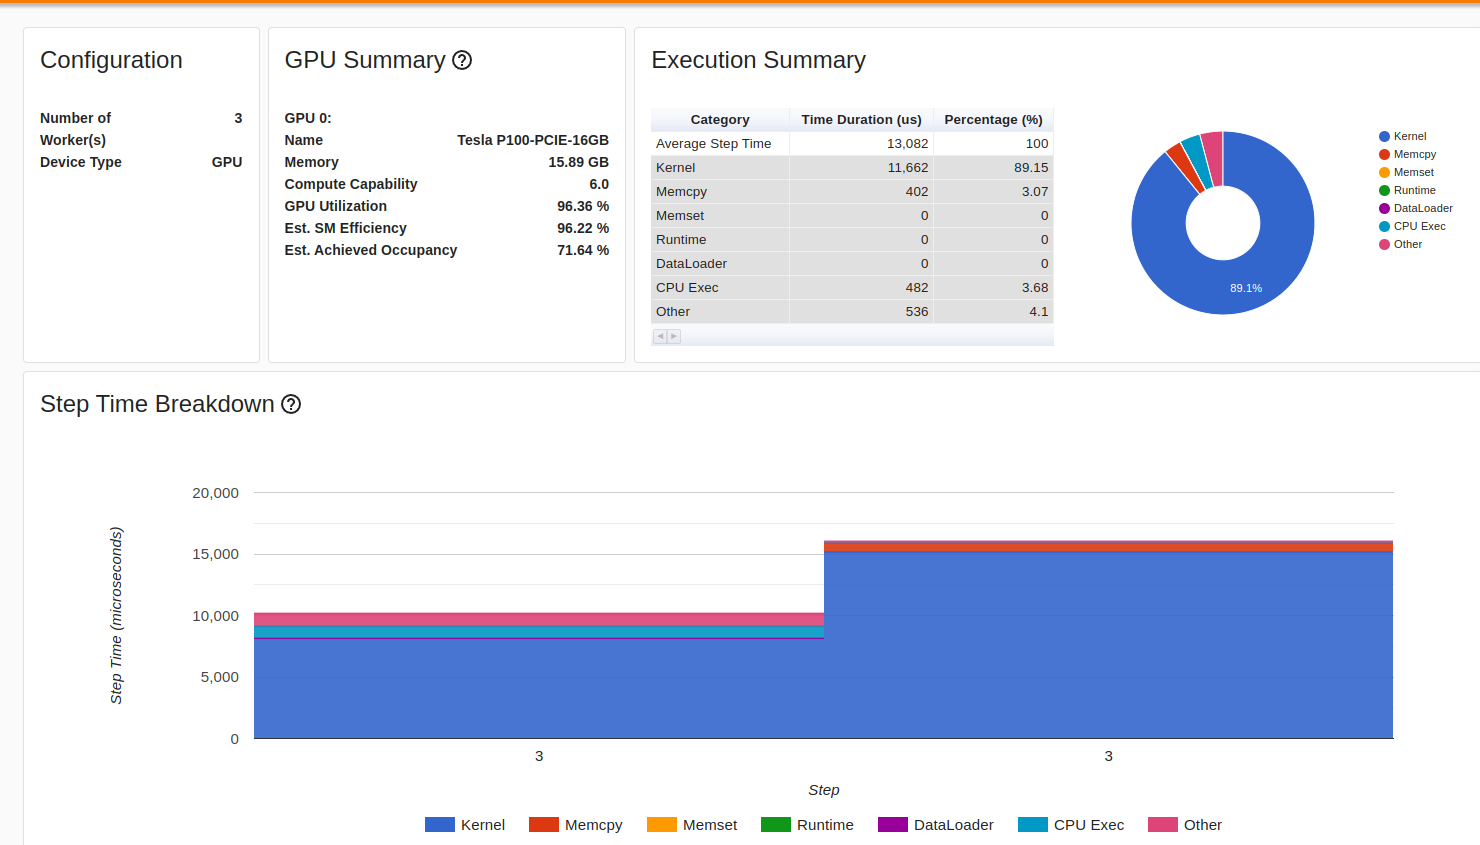 Configuration
Number of Worker(s) 3
Device Type GPU
GPU Summary ?
GPU 0:
Name Tesla P100-PCIE-16GB
Memory 15.89 GB
Compute Capability 6.0
GPU Utilization 96.36 %
Est. SM Efficiency 96.22 %
Est. Achieved Occupancy 71.64 %
Execution Summary
Category Time Duration (us) Percentage (%)
Average Step Time 13,082 100
Kernel 11,662 89.15
Memcpy 402 3.07
Memset 0 0
Runtime 0 0
DataLoader 0 0
CPU Exec 482 3.68
Other 536 4.1
89.1%
Kernel
Memcpy
Memset
Runtime
DataLoader
CPU Exec
Other
Step Time Breakdown ?
Step Time (microseconds)
20,000
15,000
10,000
5,000
0
3 3
Step
Kernel Memcpy Memset Runtime DataLoader CPU Exec Other